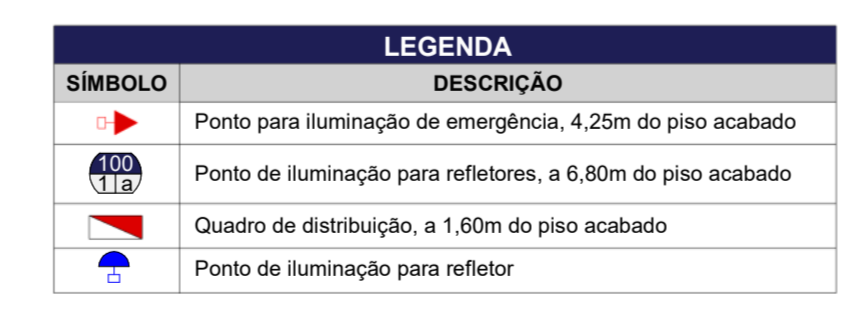 LEGENDA
SÍMBOLO DESCRIÇÃO
Ponto para iluminação de emergência, 4,25m do piso acabado
100
1 a Ponto de iluminação para refletores, a 6,80m do piso acabado
Quadro de distribuição, a 1,60m do piso acabado
Ponto de iluminação para refletor